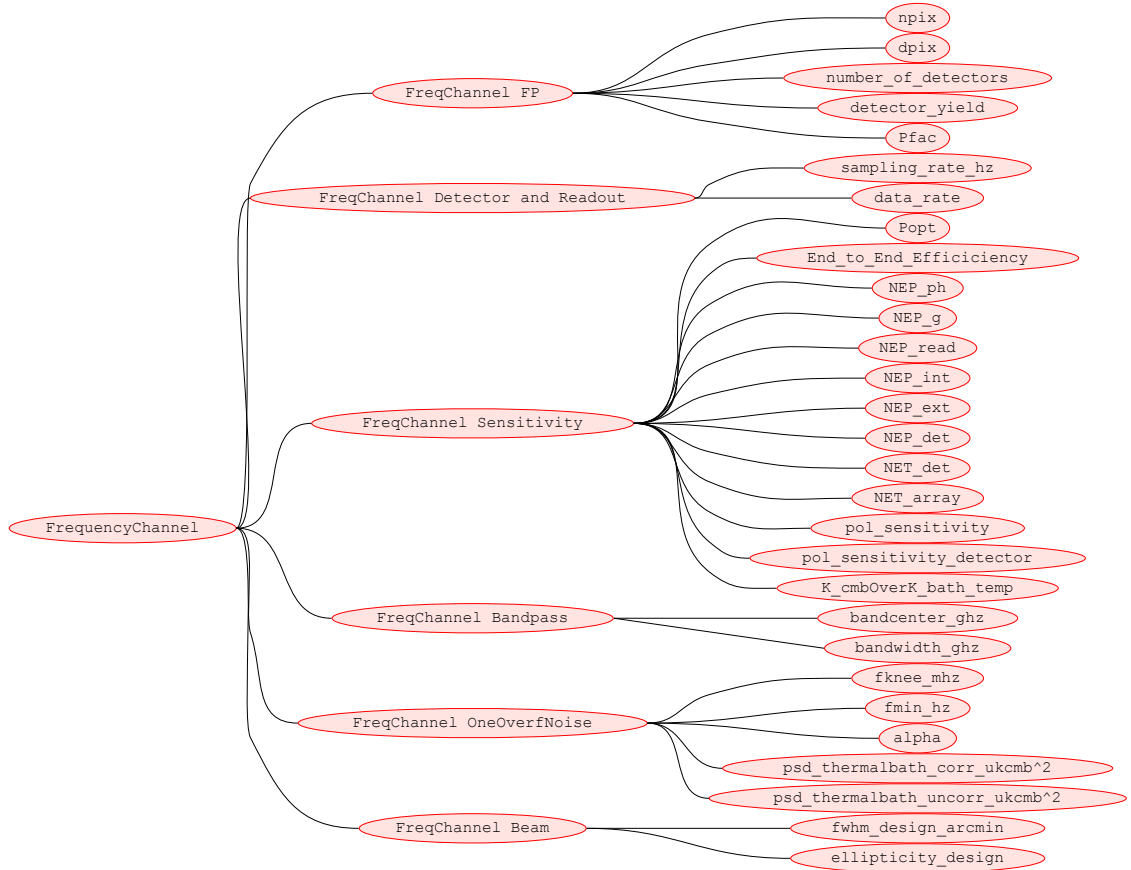 npix
dpix
FreqChannel FP
number_of_detectors
detector_yield
Pfac
sampling_rate_hz
FreqChannel Detector and Readout
data_rate
Popt
End_to_End_Efficiciency
NEP_ph
NEP_g
NEP_read
NEP_int
NEP_ext
FreqChannel Sensitivity
NEP_det
NET_det
NET_array
FrequencyChannel
pol_sensitivity
pol_sensitivity_detector
K_cmbOverK_bath_temp
FreqChannel Bandpass
bandcenter_ghz
bandwidth_ghz
fknee_mhz
fmin_hz
FreqChannel OneOverfNoise
alpha
psd_thermalbath_corr_ukcmb^2
psd_thermalbath_uncorr_ukcmb^2
FreqChannel Beam
fwhm_design_arcmin
ellipticity_design